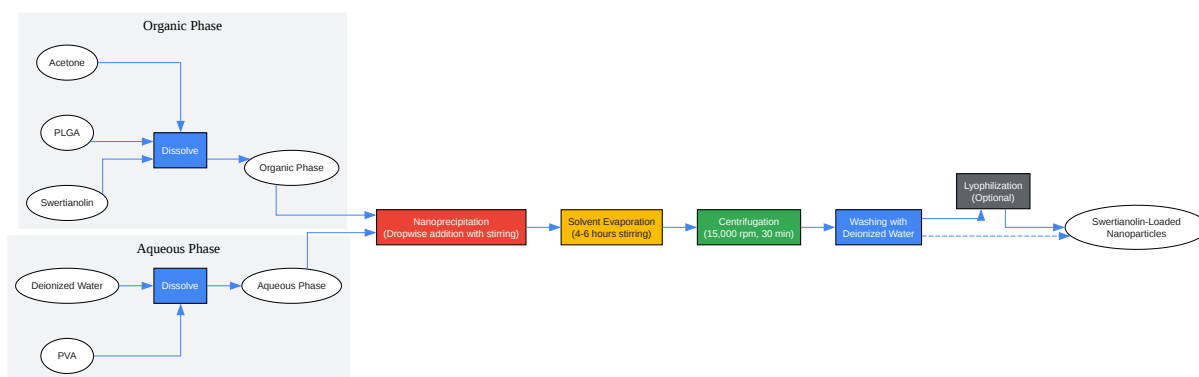 Organic Phase
Acetone
PLGA
Dissolve
Swertianolin
Organic Phase
Aqueous Phase
Deionized Water
Dissolve
Aqueous Phase
PVA
Nanoprecipitation
(Dropwise addition with stirring)
Solvent Evaporation
(4-6 hours stirring)
Centrifugation
(15,000 rpm, 30 min)
Washing with
Deionized Water
Lyophilization
(Optional)
Swertianolin-Loaded
Nanoparticles